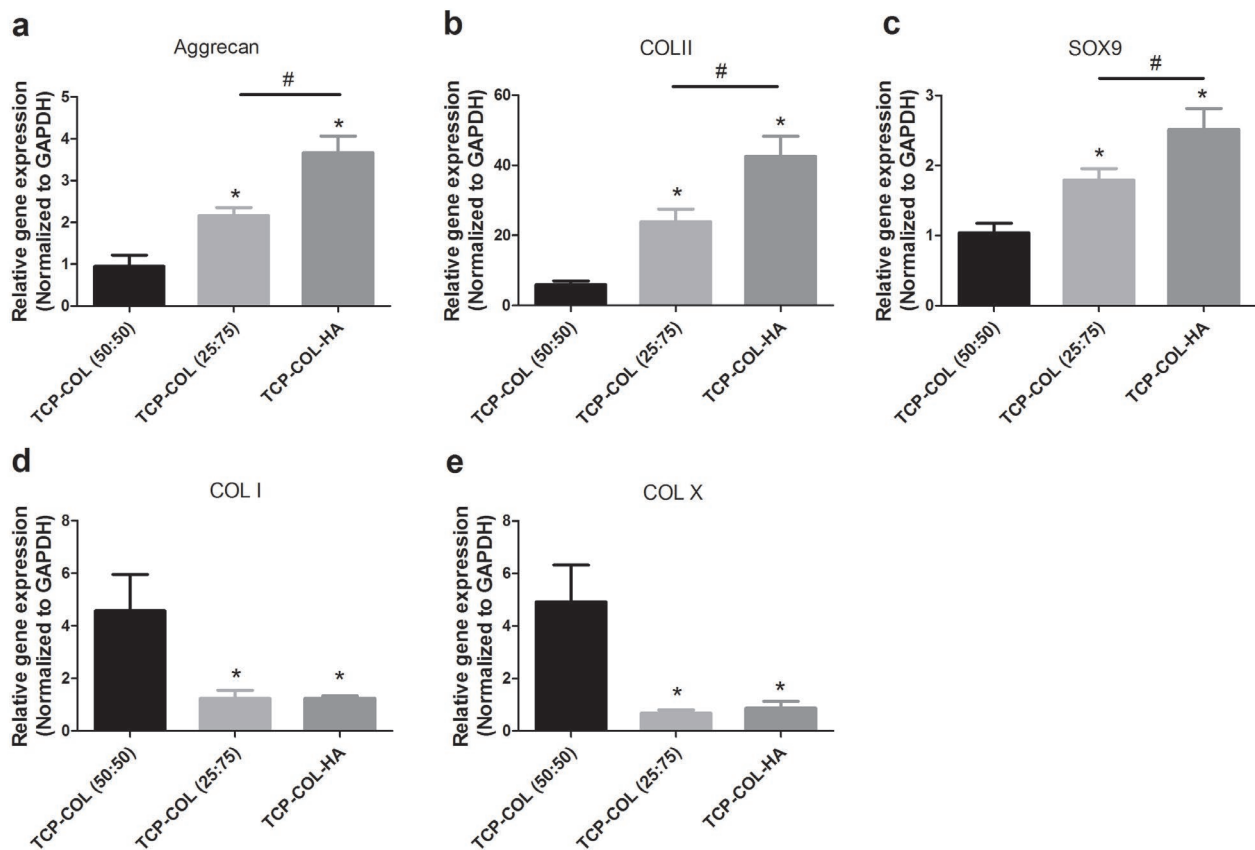 a
Aggrecan
Relative gene expression
(Normalized to GAPDH)
5
4
3
2
1
0
*
*
#
TCP-COL (50:50)
TCP-COL (25:75)
TCP-COL-HA
b
COLII
Relative gene expression
(Normalized to GAPDH)
60
40
20
0
*
*
#
TCP-COL (50:50)
TCP-COL (25:75)
TCP-COL-HA
c
SOX9
Relative gene expression
(Normalized to GAPDH)
3
2
1
0
*
*
#
TCP-COL (50:50)
TCP-COL (25:75)
TCP-COL-HA
d
COL I
Relative gene expression
(Normalized to GAPDH)
8
6
4
2
0
*
*
TCP-COL (50:50)
TCP-COL (25:75)
TCP-COL-HA
e
COL X
Relative gene expression
(Normalized to GAPDH)
8
6
4
2
0
*
*
TCP-COL (50:50)
TCP-COL (25:75)
TCP-COL-HA